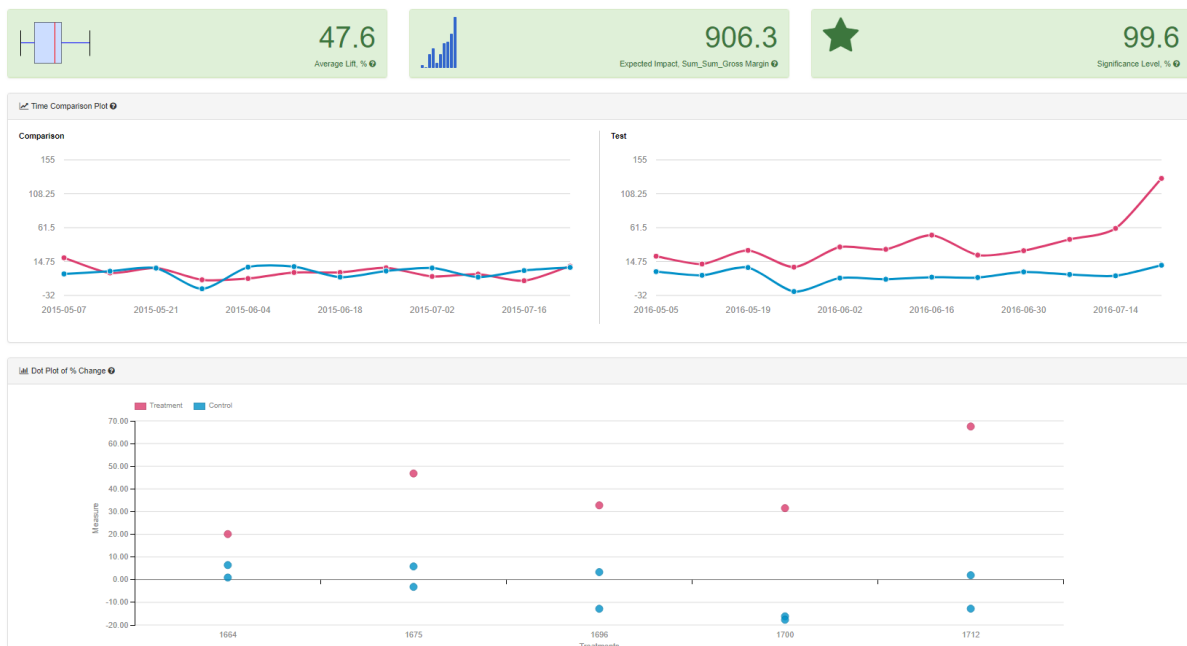 47.6
Average Lift, %
906.3
Expected Impact, Sum_Sum_Gross Margin
99.6
Significance Level, %
Time Comparison Plot
Comparison
155
108.25
61.5
14.75
-32
2015-05-07 2015-05-21 2015-06-04 2015-06-18 2015-07-02 2015-07-16
Test
155
108.25
61.5
14.75
-32
2016-05-05 2016-05-19 2016-06-02 2016-06-16 2016-06-30 2016-07-14
Dot Plot of % Change
Treatment Control
Measure
70.00
60.00
50.00
40.00
30.00
20.00
10.00
0.00
-10.00
-20.00
1664 1675 1696 1700 1712
Treatments